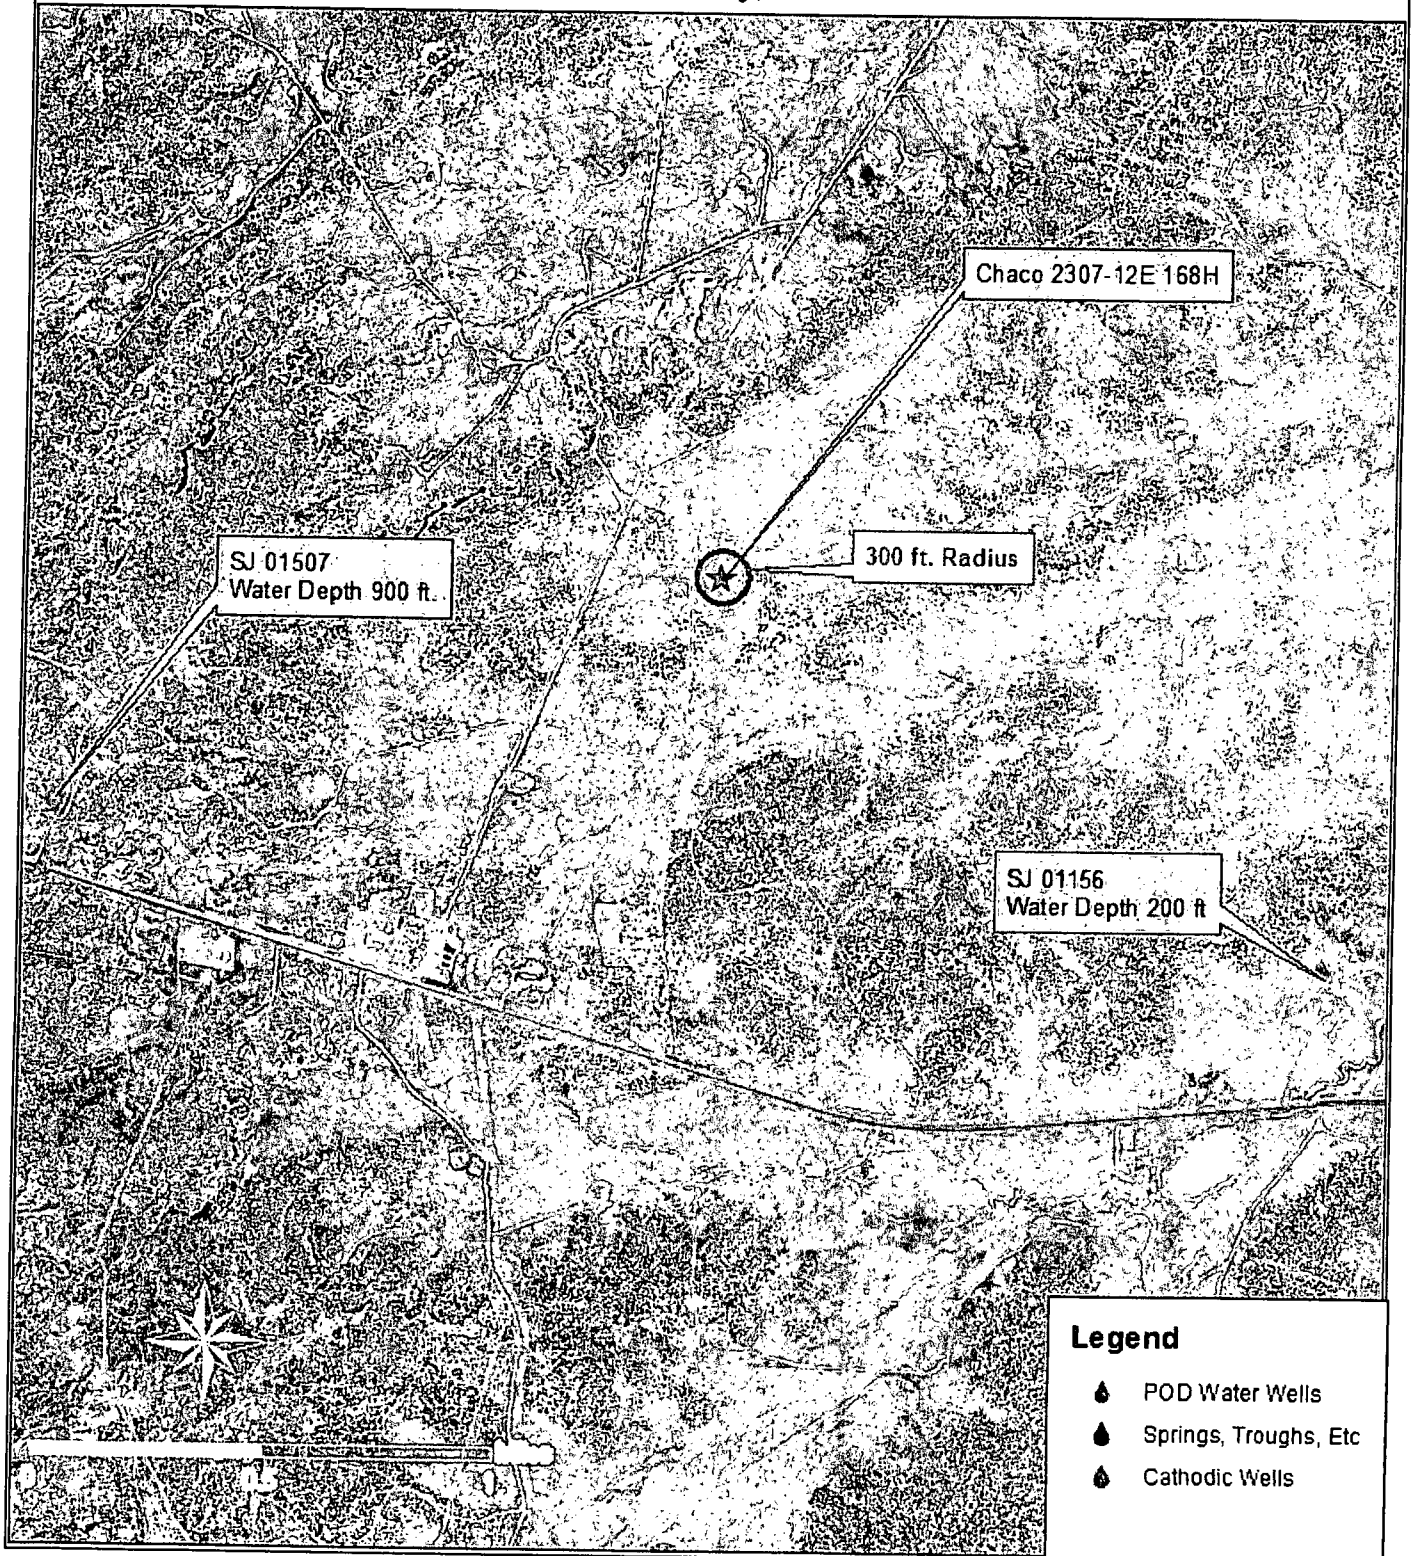 Chaco 2307-12E 168H
300 ft. Radius
SJ 01507
Water Depth 900 ft.
SJ 01156
Water Depth 200 ft
Legend
POD Water Wells
Springs, Troughs, Etc
Cathodic Wells